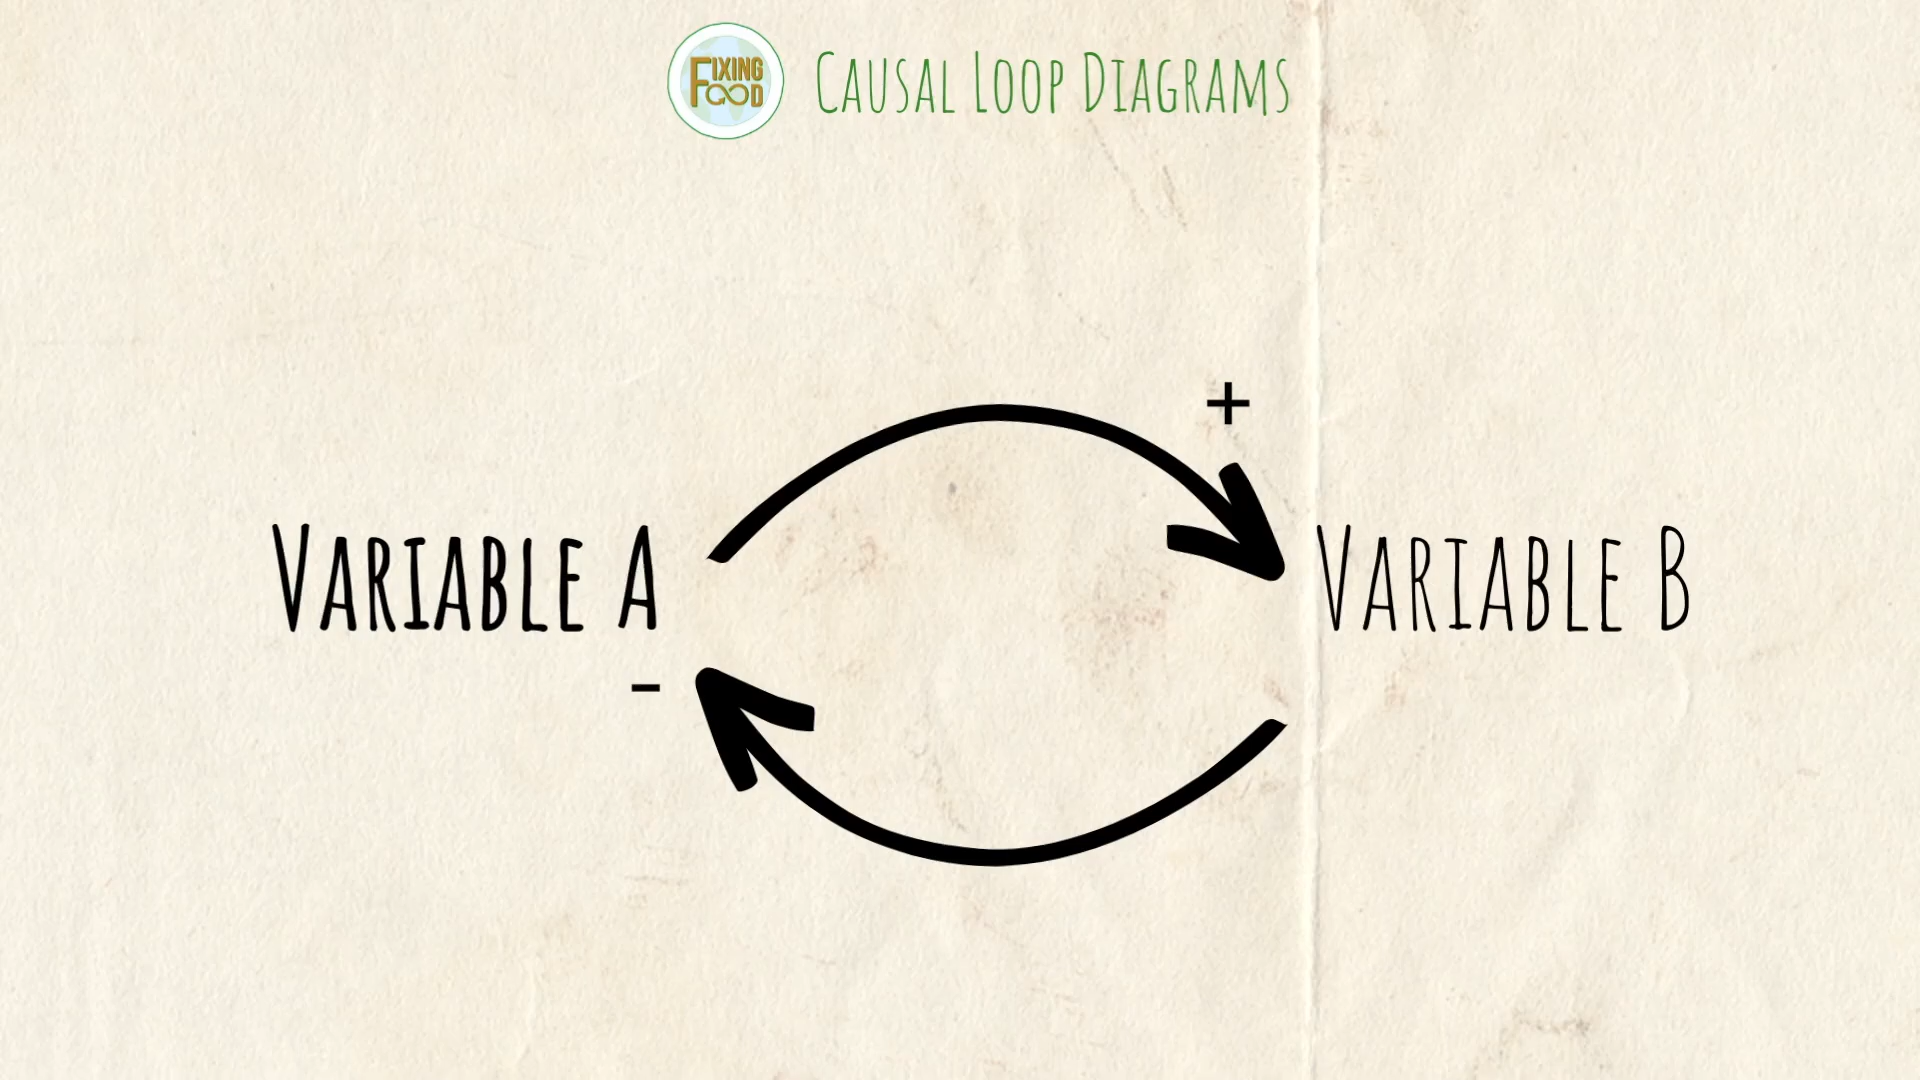 FIXING
FOOD
CAUSAL LOOP DIAGRAMS
+
VARIABLE A
VARIABLE B
-